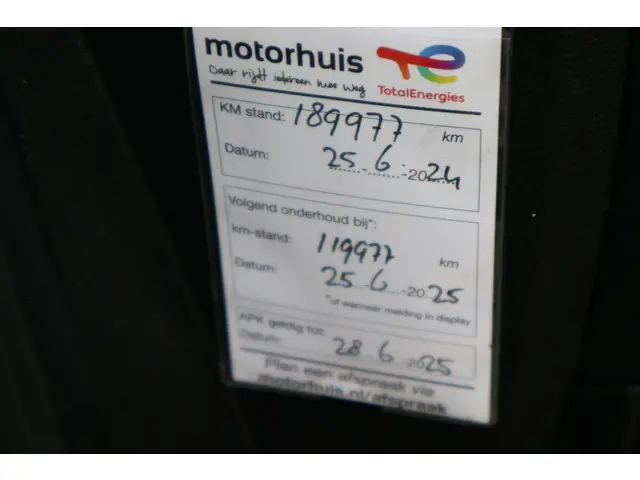 motorhuis
Daar rijdt iedereen mee weg
TotalEnergies
KM stand: 189977 km
Datum: 25-6-2024
Volgend onderhoud bij*:
km-stand: 119977 km
Datum: 25-6-2025
*of wanneer melding in display
APK geldig tot:
Datum: 28 6 2025
Plan een afspraak via
motorhuis.nl/afspraak